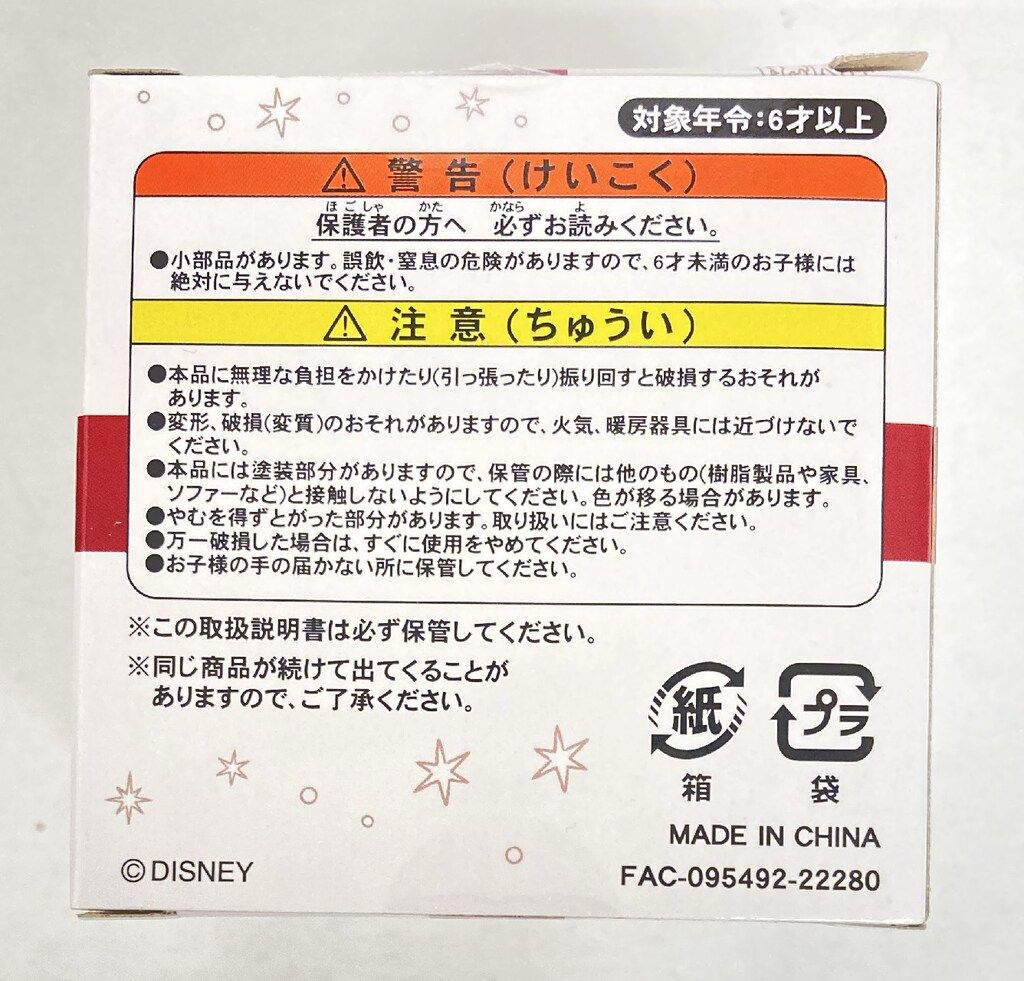 対象年令:6才以上
警告(けいこく)
保護者の方へ 必ずお読みください。
●小部品があります。誤飲・窒息の危険がありますので、6才未満のお子様には
絶対に与えないでください。
注意(ちゅうい)
●本品に無理な負担をかけたり(引っ張ったり)振り回すと破損するおそれが
あります。
●変形、破損(変質)のおそれがありますので、火気、暖房器具には近づけないで
ください。
●本品には塗装部分がありますので、保管の際には他のもの(樹脂製品や家具、
ソファーなど)と接触しないようにしてください。色が移る場合があります。
●やむを得ずとがった部分があります。取り扱いにはご注意ください。
●万一破損した場合は、すぐに使用をやめてください。
●お子様の手の届かない所に保管してください。
※この取扱説明書は必ず保管してください。
※同じ商品が続けて出てくることが
ありますので、ご了承ください。
紙 プラ
箱 袋
MADE IN CHINA
©DISNEY
FAC-095492-22280